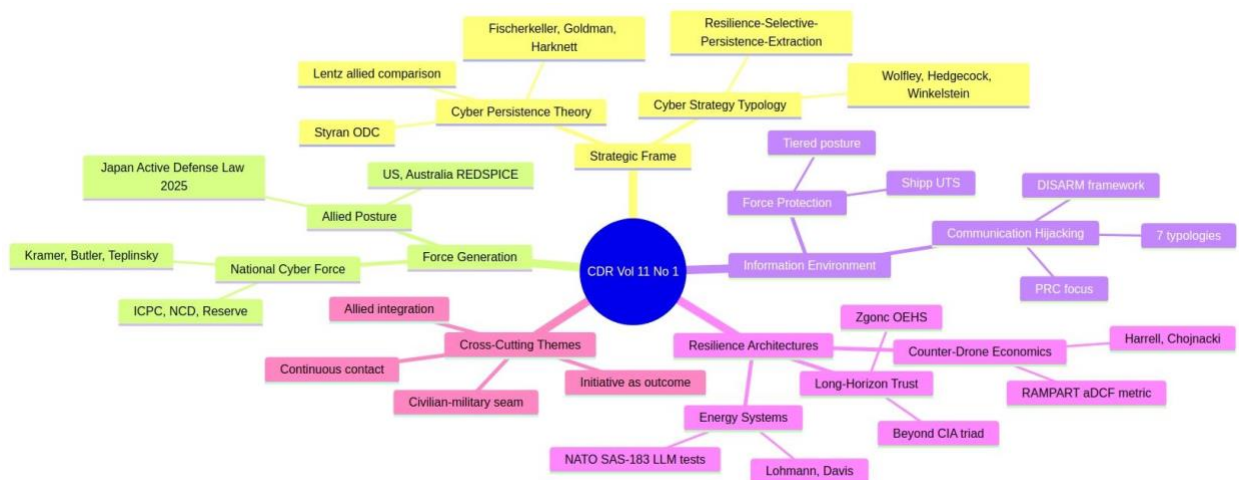 CDR Vol 11 No 1
Strategic Frame
Cyber Persistence Theory
Fischerkeller, Goldman,
Harknett
Lentz allied comparison
Styran ODC
Cyber Strategy Typology
Resilience-Selective-
Persistence-Extraction
Wolfley, Hedgecock,
Winkelstein
Force Generation
Allied Posture
Japan Active Defense Law
2025
US, Australia REDSPICE
National Cyber Force
Kramer, Butler, Teplinsky
ICPC, NCD, Reserve
Information Environment
Force Protection
Tiered posture
Shipp UTS
Communication Hijacking
DISARM framework
7 typologies
PRC focus
Resilience Architectures
Counter-Drone Economics
Harrell, Chojnacki
RAMPART aDCF metric
Long-Horizon Trust
Zgonc OEHS
Beyond CIA triad
Energy Systems
NATO SAS-183 LLM tests
Lohmann, Davis
Cross-Cutting Themes
Allied integration
Continuous contact
Civilian-military seam
Initiative as outcome